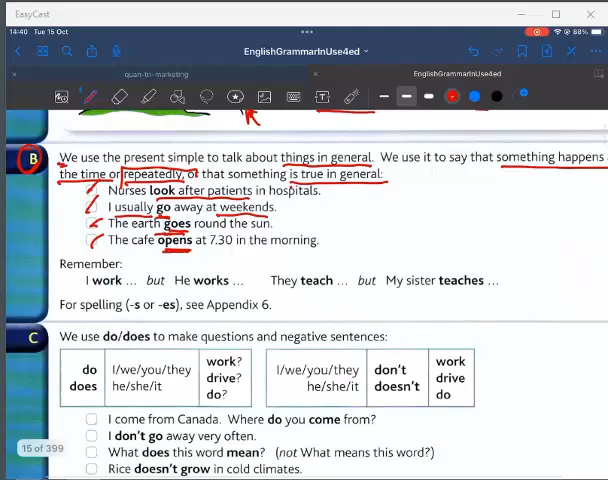 EasyCast
14:40 Tue 15 Oct
88%
EnglishGrammarInUse4ed
quan-tri-marketing
EnglishGrammarInUse4ed
B
We use the present simple to talk about things in general. We use it to say that something happens
the time or repeatedly, or that something is true in general:
Nurses look after patients in hospitals.
I usually go away at weekends.
The earth goes round the sun.
The cafe opens at 7.30 in the morning.
Remember:
I work ... but He works ... They teach ... but My sister teaches ...
For spelling (-s or -es), see Appendix 6.
C
We use do/does to make questions and negative sentences:
do I/we/you/they work? I/we/you/they don't work
does he/she/it drive? he/she/it doesn't drive
do? do
I come from Canada. Where do you come from?
I don't go away very often.
15 of 399
What does this word mean? (not What means this word?)
Rice doesn't grow in cold climates.